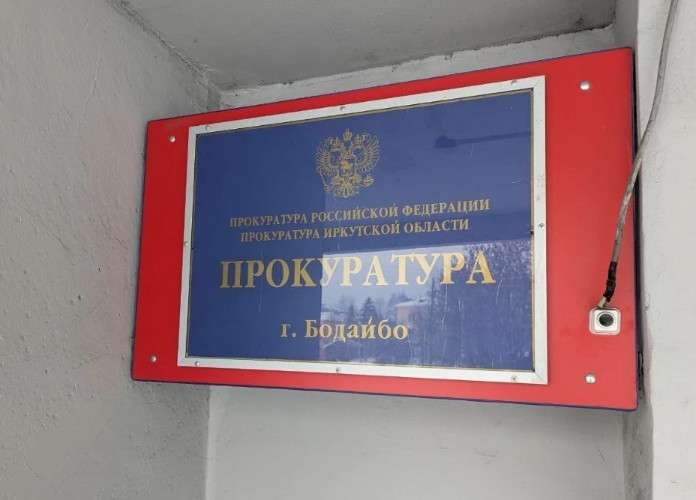 ПРОКУРАТУРА РОССИЙСКОЙ ФЕДЕРАЦИИ
ПРОКУРАТУРА ИРКУТСКОЙ ОБЛАСТИ
ПРОКУРАТУРА
г. Бодайбо